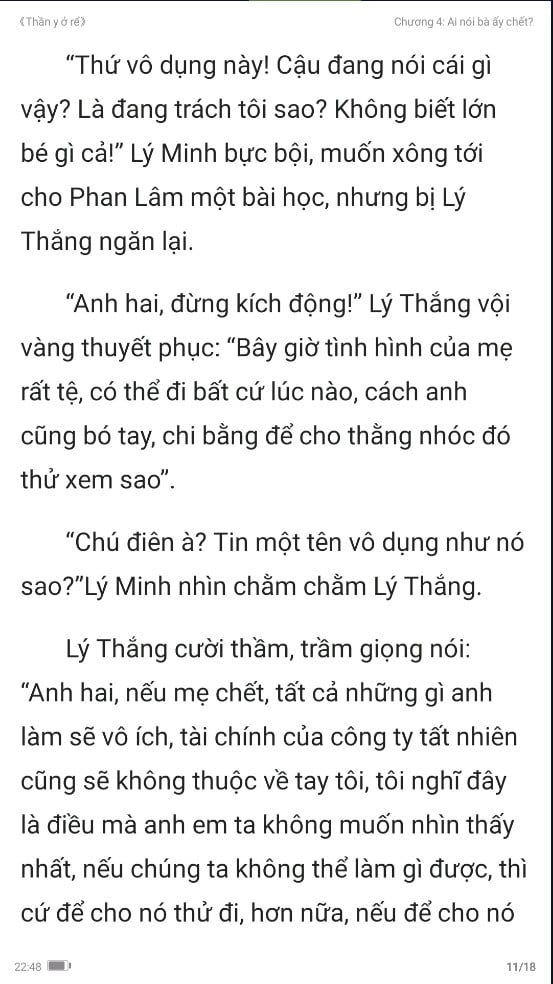 《Thần y ở rể》
Chương 4: Ai nói bà ấy chết?
“Thứ vô dụng này! Cậu đang nói cái gì
vậy? Là đang trách tôi sao? Không biết lớn
bé gì cả!” Lý Minh bực bội, muốn xông tới
cho Phan Lâm một bài học, nhưng bị Lý
Thắng ngăn lại.
“Anh hai, đừng kích động!” Lý Thắng vội
vàng thuyết phục: “Bây giờ tình hình của mẹ
rất tệ, có thể đi bất cứ lúc nào, cách anh
cũng bó tay, chi bằng để cho thằng nhóc đó
thử xem sao”.
“Chú điên à? Tin một tên vô dụng như nó
sao?”Lý Minh nhìn chằm chằm Lý Thắng.
Lý Thắng cười thầm, trầm giọng nói:
“Anh hai, nếu mẹ chết, tất cả những gì anh
làm sẽ vô ích, tài chính của công ty tất nhiên
cũng sẽ không thuộc về tay tôi, tôi nghĩ đây
là điều mà anh em ta không muốn nhìn thấy
nhất, nếu chúng ta không thể làm gì được, thì
cứ để cho nó thử đi, hơn nữa, nếu để cho nó
22:48
11/18